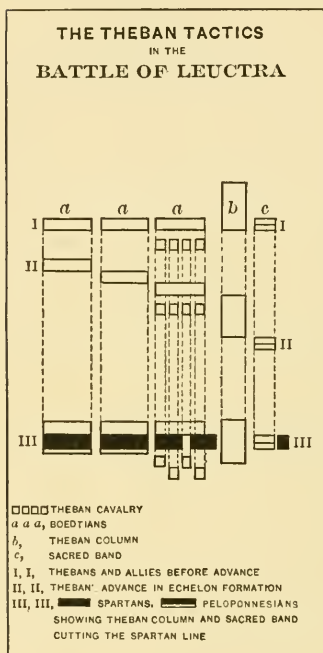 THE THEBAN TACTICS
IN THE
BATTLE OF LEUCTRA
a a a b c
I I
II
II
III III
THEBAN CAVALRY
a a a, BOEDTIANS
b, THEBAN COLUMN
c, SACRED BAND
I, I, THEBANS AND ALLIES BEFORE ADVANCE
II, II, THEBAN' ADVANCE IN ECHELON FORMATION
III, III, SPARTANS, PELOPONNESIANS
SHOWING THEBAN COLUMN AND SACRED BAND
CUTTING THE SPARTAN LINE